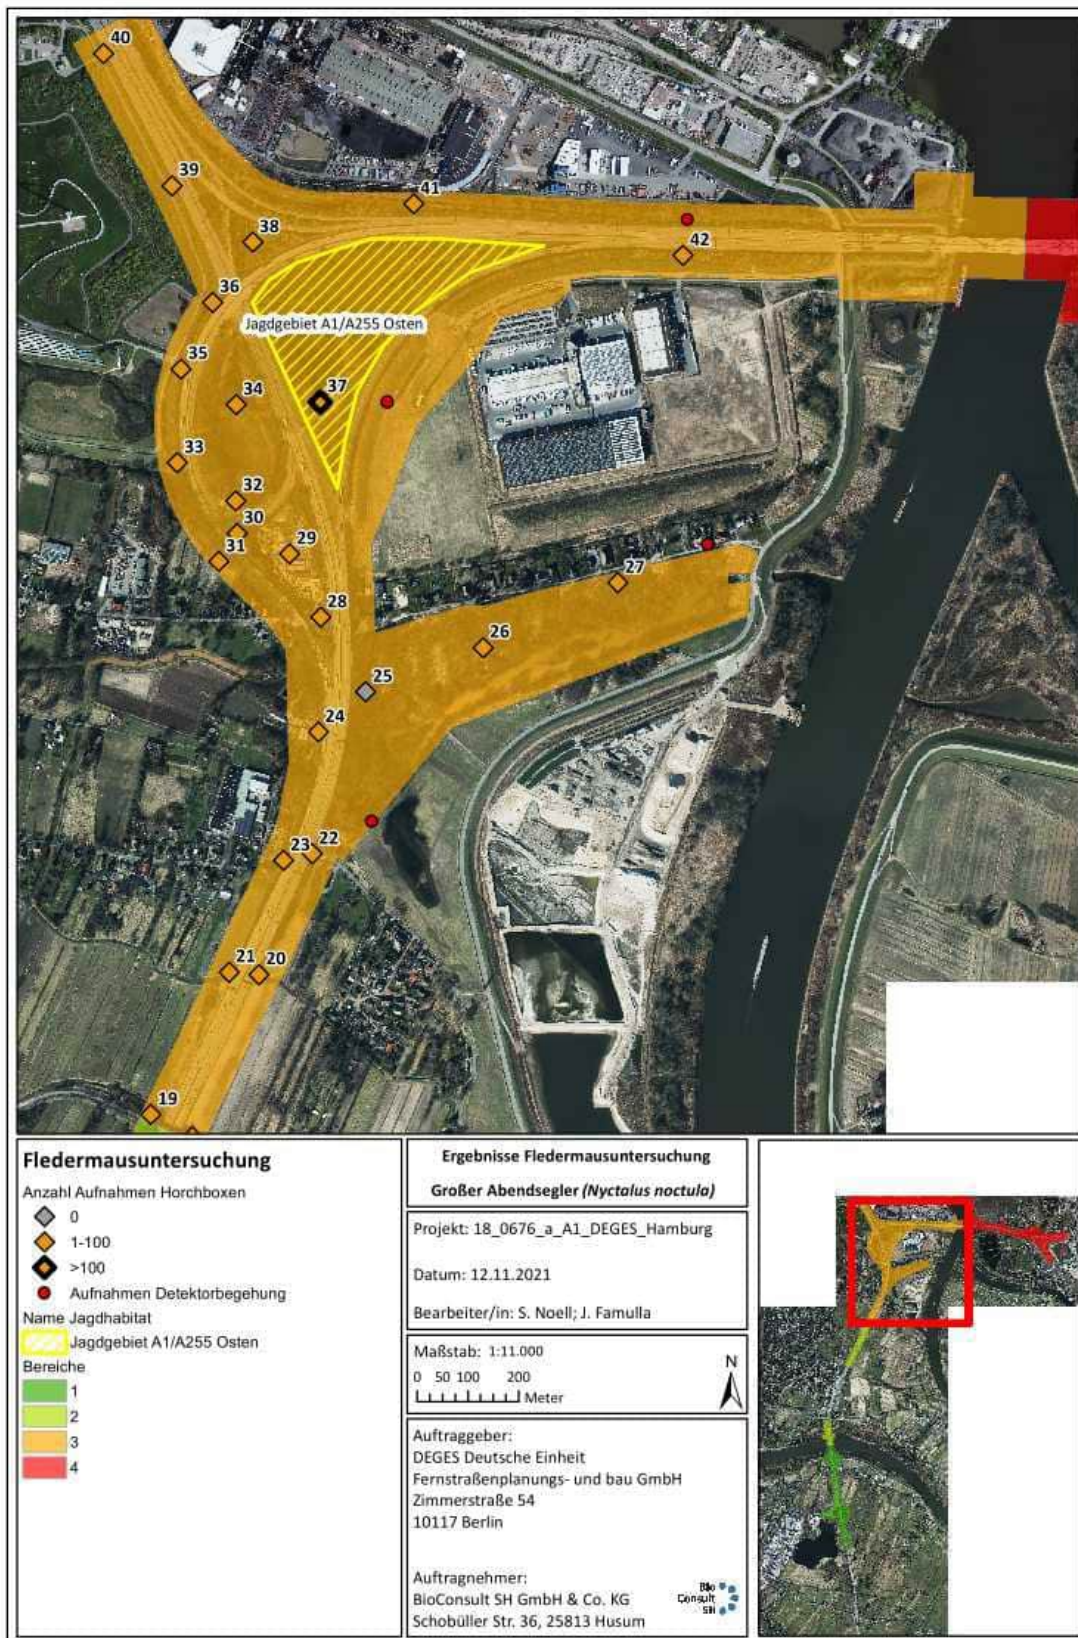 40
39
41
38
42
36
Jagdgebiet A1/A255 Osten
35
37
34
33
32
30
31
29
27
28
26
25
24
23
22
21
20
19
Fledermausuntersuchung
Anzahl Aufnahmen Horchboxen
0
1-100
>100
Aufnahmen Detektorbegehung
Name Jagdhabitat
Jagdgebiet A1/A255 Osten
Bereiche
1
2
3
4
Ergebnisse Fledermausuntersuchung
Großer Abendsegler (Nyctalus noctula)
Projekt: 18_0676_a_A1_DEGES_Hamburg
Datum: 12.11.2021
Bearbeiter/in: S. Noell; J. Famulla
Maßstab: 1:11.000
0 50 100 200
Meter
N
Auftraggeber:
DEGES Deutsche Einheit
Fernstraßenplanungs- und bau GmbH
Zimmerstraße 54
10117 Berlin
Auftragnehmer:
BioConsult SH GmbH & Co. KG
Schobüller Str. 36, 25813 Husum
Bio
Consult
SH